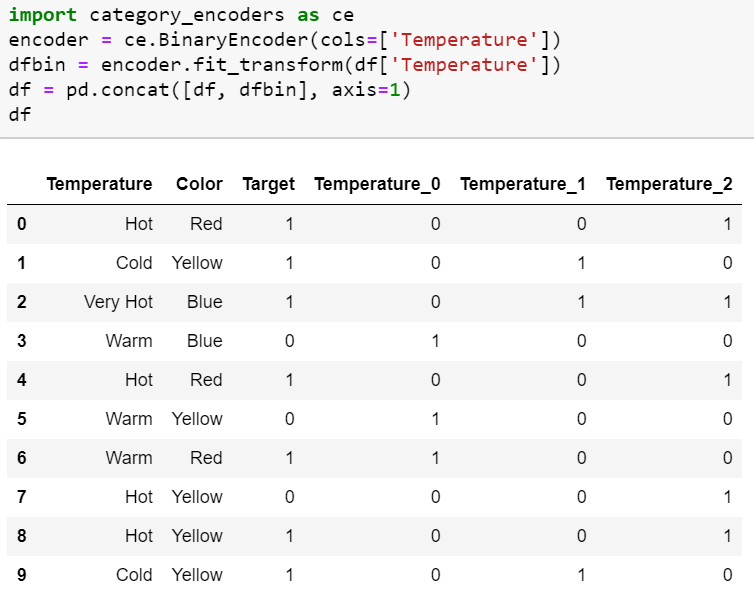 import category_encoders as ce
encoder = ce.BinaryEncoder(cols=['Temperature'])
dfbin = encoder.fit_transform(df['Temperature'])
df = pd.concat([df, dfbin], axis=1)
df
Temperature Color Target Temperature_0 Temperature_1 Temperature_2
0 Hot Red 1 0 0 1
1 Cold Yellow 1 0 1 0
2 Very Hot Blue 1 0 1 1
3 Warm Blue 0 1 0 0
4 Hot Red 1 0 0 1
5 Warm Yellow 0 1 0 0
6 Warm Red 1 1 0 0
7 Hot Yellow 0 0 0 1
8 Hot Yellow 1 0 0 1
9 Cold Yellow 1 0 1 0